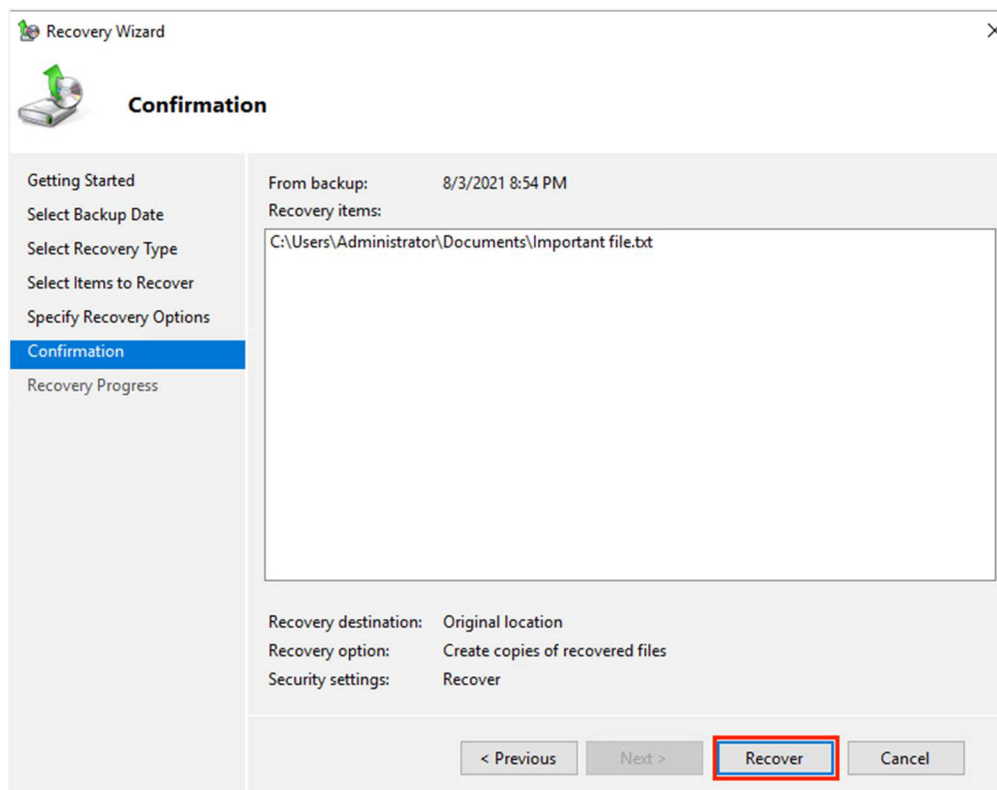 Recovery Wizard
Confirmation
Getting Started
Select Backup Date
Select Recovery Type
Select Items to Recover
Specify Recovery Options
Confirmation
Recovery Progress
From backup: 8/3/2021 8:54 PM
Recovery items:
C:\Users\Administrator\Documents\Important file.txt
Recovery destination: Original location
Recovery option: Create copies of recovered files
Security settings: Recover
< Previous Next > Recover Cancel